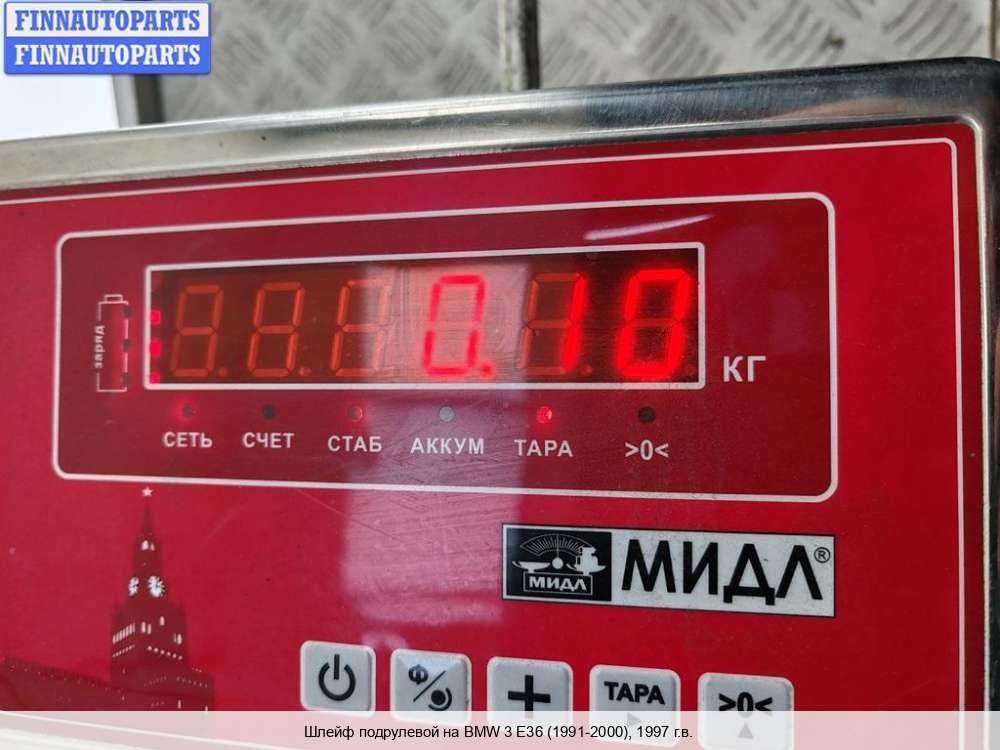 FINNAUTOPARTS
FINNAUTOPARTS
заряд
0.10
КГ
СЕТЬ СЧЕТ СТАБ АККУМ ТАРА >0<
МИДЛ МИДЛ®
Ф
+ ТАРА >0<
Шлейф подрулевой на BMW 3 E36 (1991-2000), 1997 г.в.